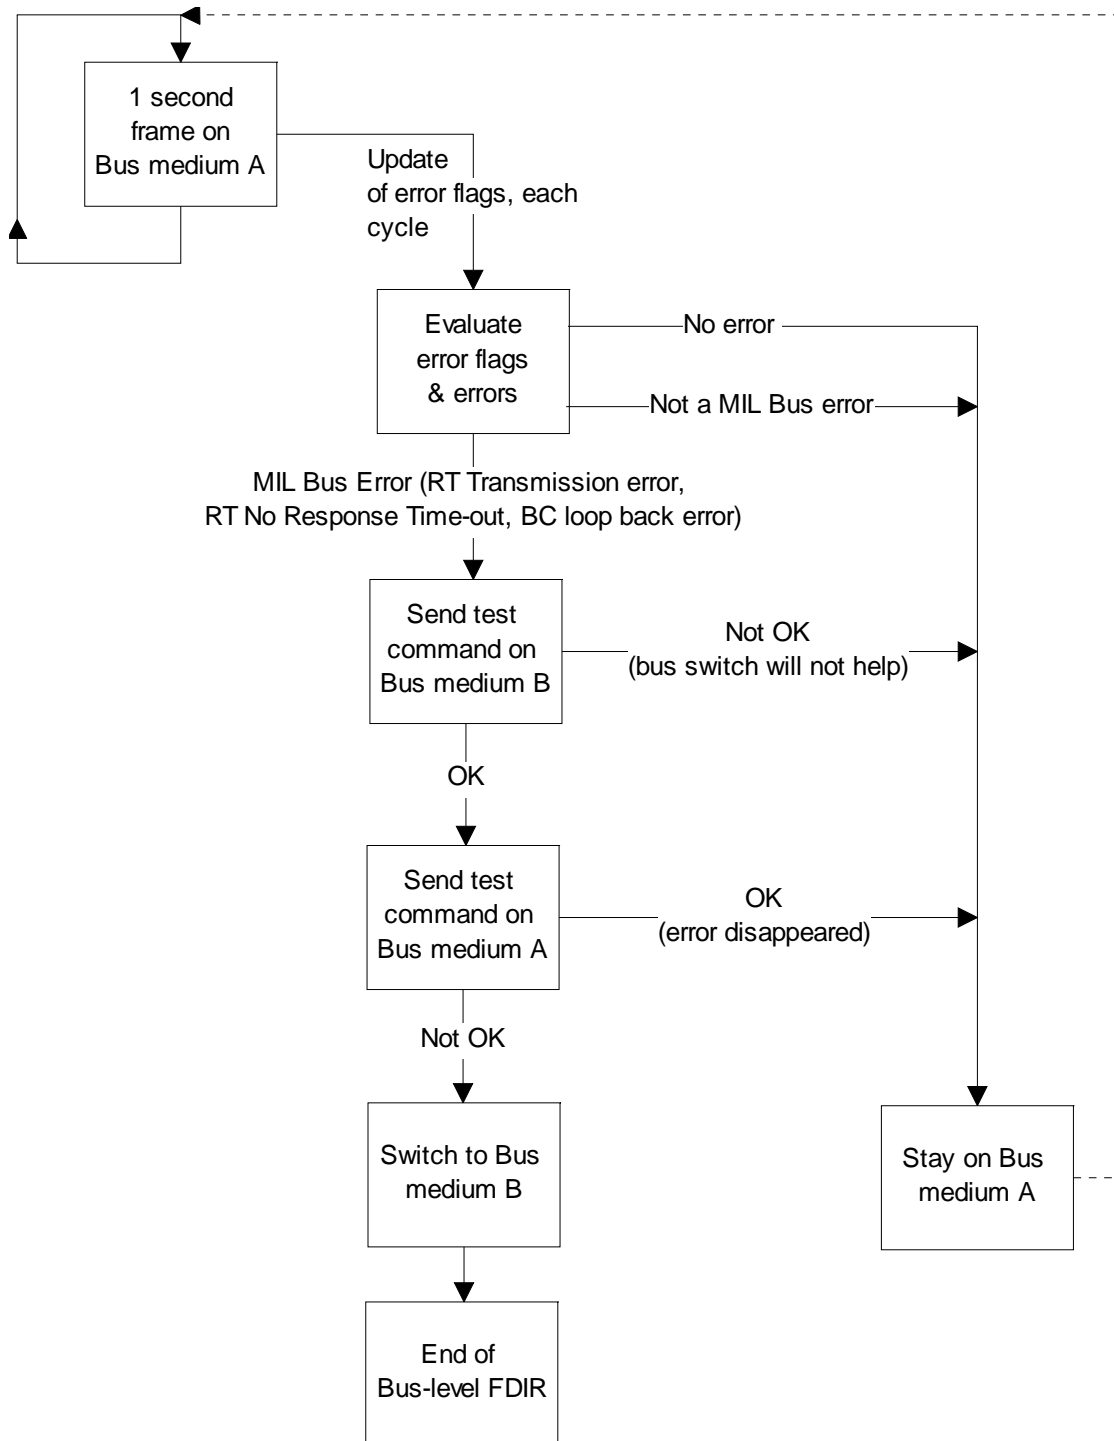 1 second
frame on
Bus medium A
Update
of error flags, each
cycle
Evaluate
error flags
& errors
No error
Not a MIL Bus error
MIL Bus Error (RT Transmission error,
RT No Response Time-out, BC loop back error)
Send test
command on
Bus medium B
Not OK
(bus switch will not help)
OK
Send test
command on
Bus medium A
OK
(error disappeared)
Not OK
Switch to Bus
medium B
Stay on Bus
medium A
End of
Bus-level FDIR